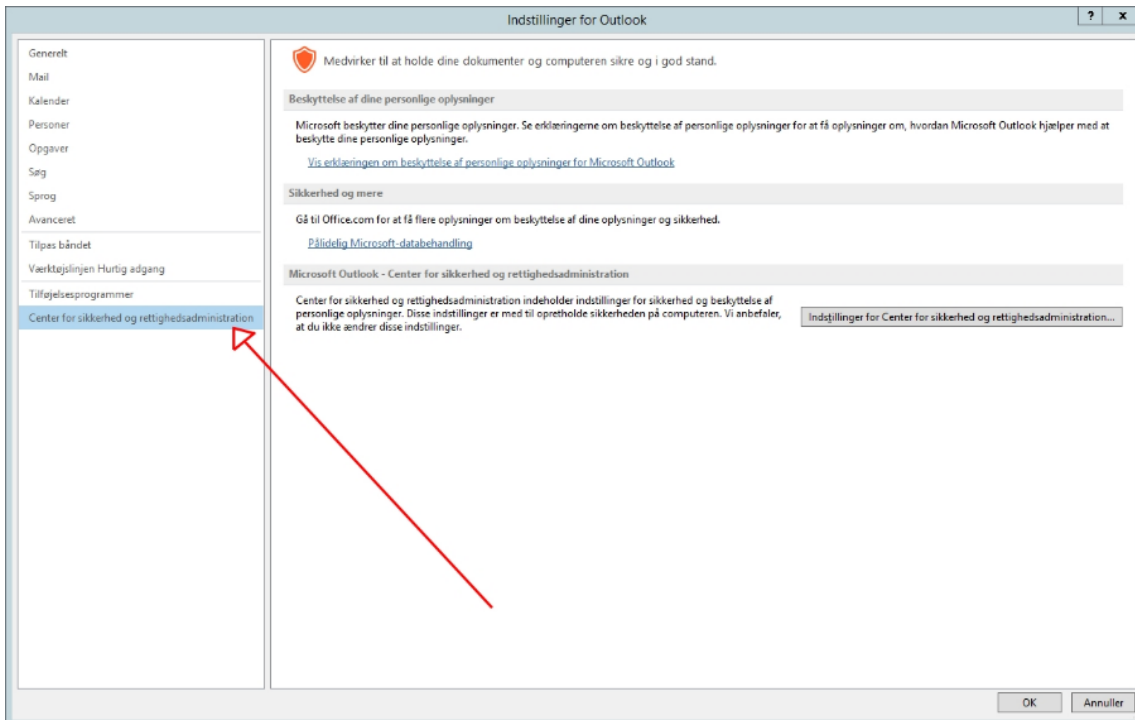 Indstillinger for Outlook
? x
Generelt
Mail
Kalender
Personer
Opgaver
Søg
Sprog
Avanceret
Tilpas båndet
Værktøjslinjen Hurtig adgang
Tilføjelsesprogrammer
Center for sikkerhed og rettighedsadministration
Medvirker til at holde dine dokumenter og computeren sikre og i god stand.
Beskyttelse af dine personlige oplysninger
Microsoft beskytter dine personlige oplysninger. Se erklæringerne om beskyttelse af personlige oplysninger for at få oplysninger om, hvordan Microsoft Outlook hjælper med at
beskytte dine personlige oplysninger.
Vis erklæringen om beskyttelse af personlige oplysninger for Microsoft Outlook
Sikkerhed og mere
Gå til Office.com for at få flere oplysninger om beskyttelse af dine oplysninger og sikkerhed.
Pålidelig Microsoft-databehandling
Microsoft Outlook - Center for sikkerhed og rettighedsadministration
Center for sikkerhed og rettighedsadministration indeholder indstillinger for sikkerhed og beskyttelse af
personlige oplysninger. Disse indstillinger er med til opretholde sikkerheden på computeren. Vi anbefaler,
at du ikke ændrer disse indstillinger.
Indstillinger for Center for sikkerhed og rettighedsadministration...
OK
Annuller